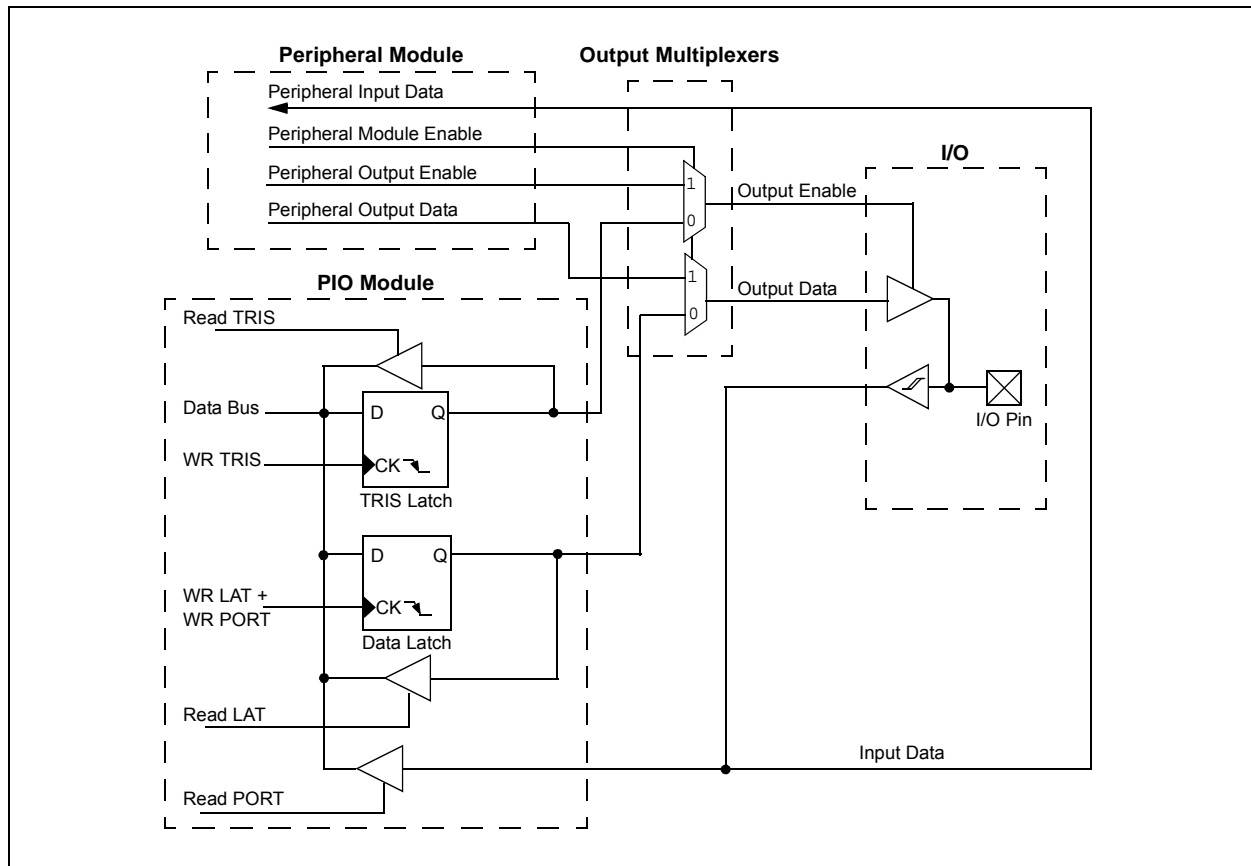 Peripheral Module
Output Multiplexers
Peripheral Input Data
Peripheral Module Enable
Peripheral Output Enable
Peripheral Output Data
1
0
1
0
Output Enable
Output Data
I/O
I/O Pin
PIO Module
Read TRIS
Data Bus
D
Q
WR TRIS
CK
TRIS Latch
D
Q
WR LAT +
WR PORT
CK
Data Latch
Read LAT
Input Data
Read PORT